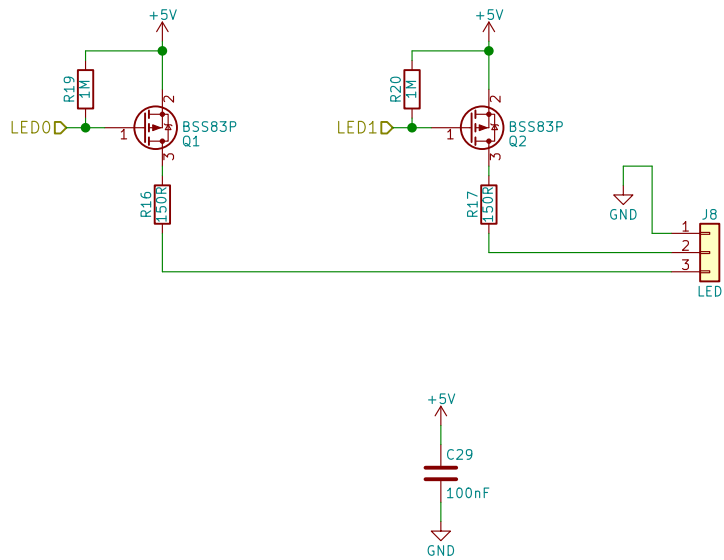 +5V
+5V
R19
1M
2
R20
1M
2
LED0
1
BSS83P
Q1
LED1
1
BSS83P
Q2
3
3
R16
150R
R17
150R
GND
J8
1
2
3
LED
+5V
C29
100nF
GND